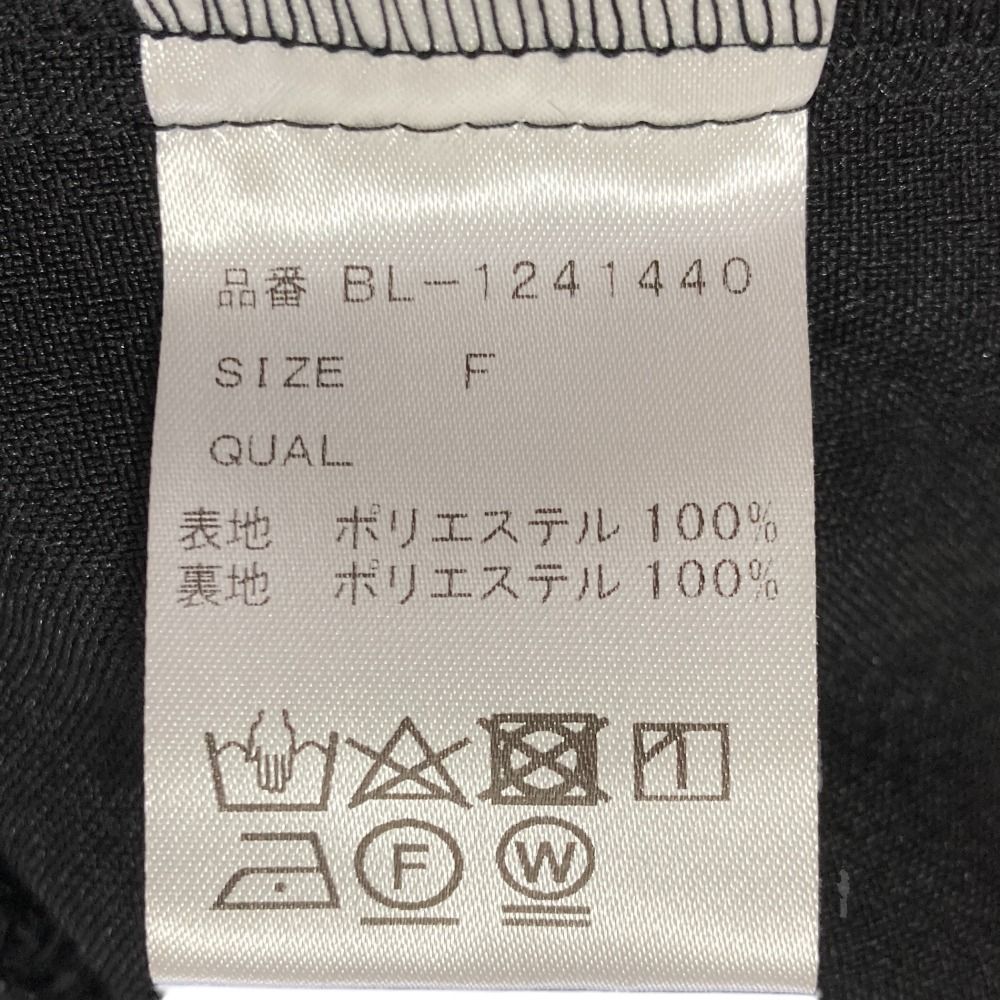 品番 BL-1241440
SIZE F
QUAL
表地 ポリエステル 100%
裏地 ポリエステル 100%
F W